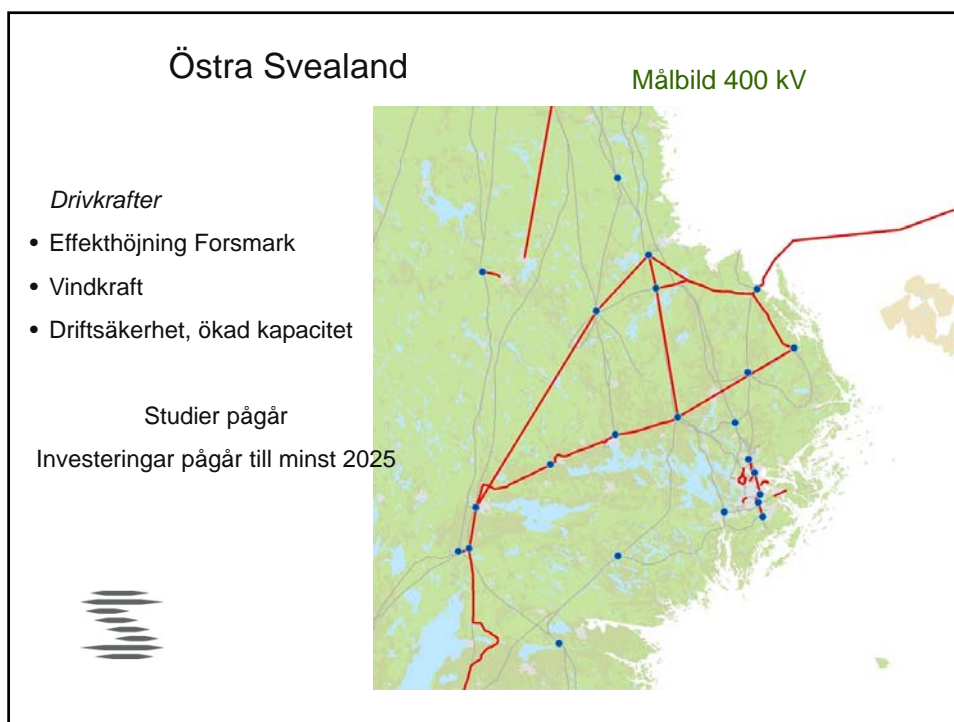 Östra Svealand
Målbild 400 kV
Drivkrafter
• Effekthöjning Forsmark
• Vindkraft
• Driftsäkerhet, ökad kapacitet
Studier pågår
Investeringar pågår till minst 2025